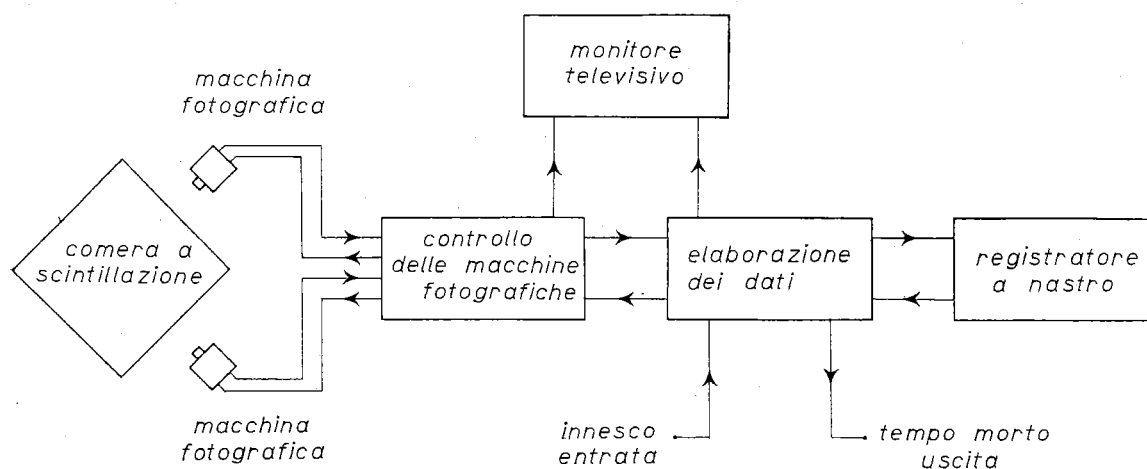 monitore
televisivo
macchina
fotografica
comera a
scintillazione
controllo
delle macchine
fotografiche
elaborazione
dei dati
registratore
a nastro
macchina
fotografica
innesco
entrata
tempo morto
uscita